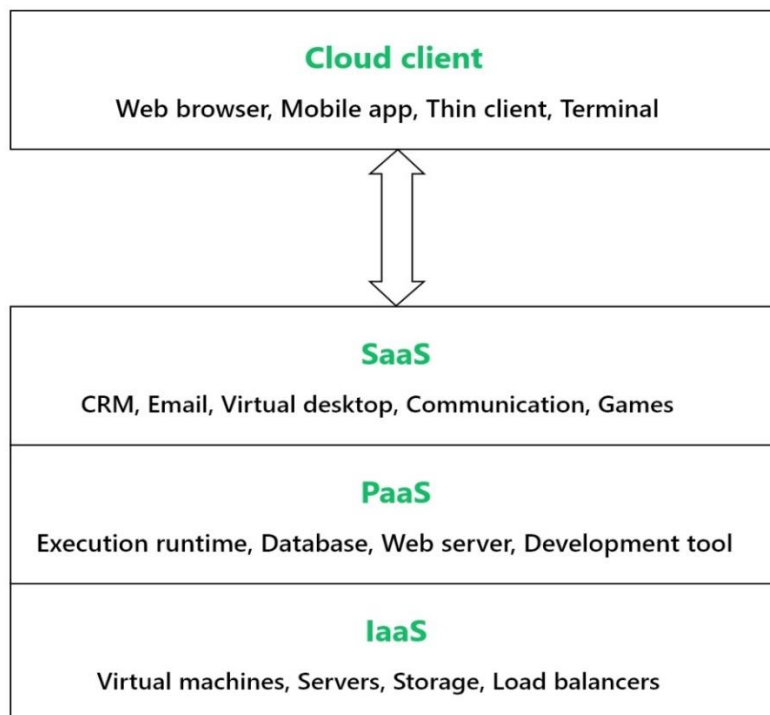 Cloud client
Web browser, Mobile app, Thin client, Terminal
SaaS
CRM, Email, Virtual desktop, Communication, Games
PaaS
Execution runtime, Database, Web server, Development tool
IaaS
Virtual machines, Servers, Storage, Load balancers